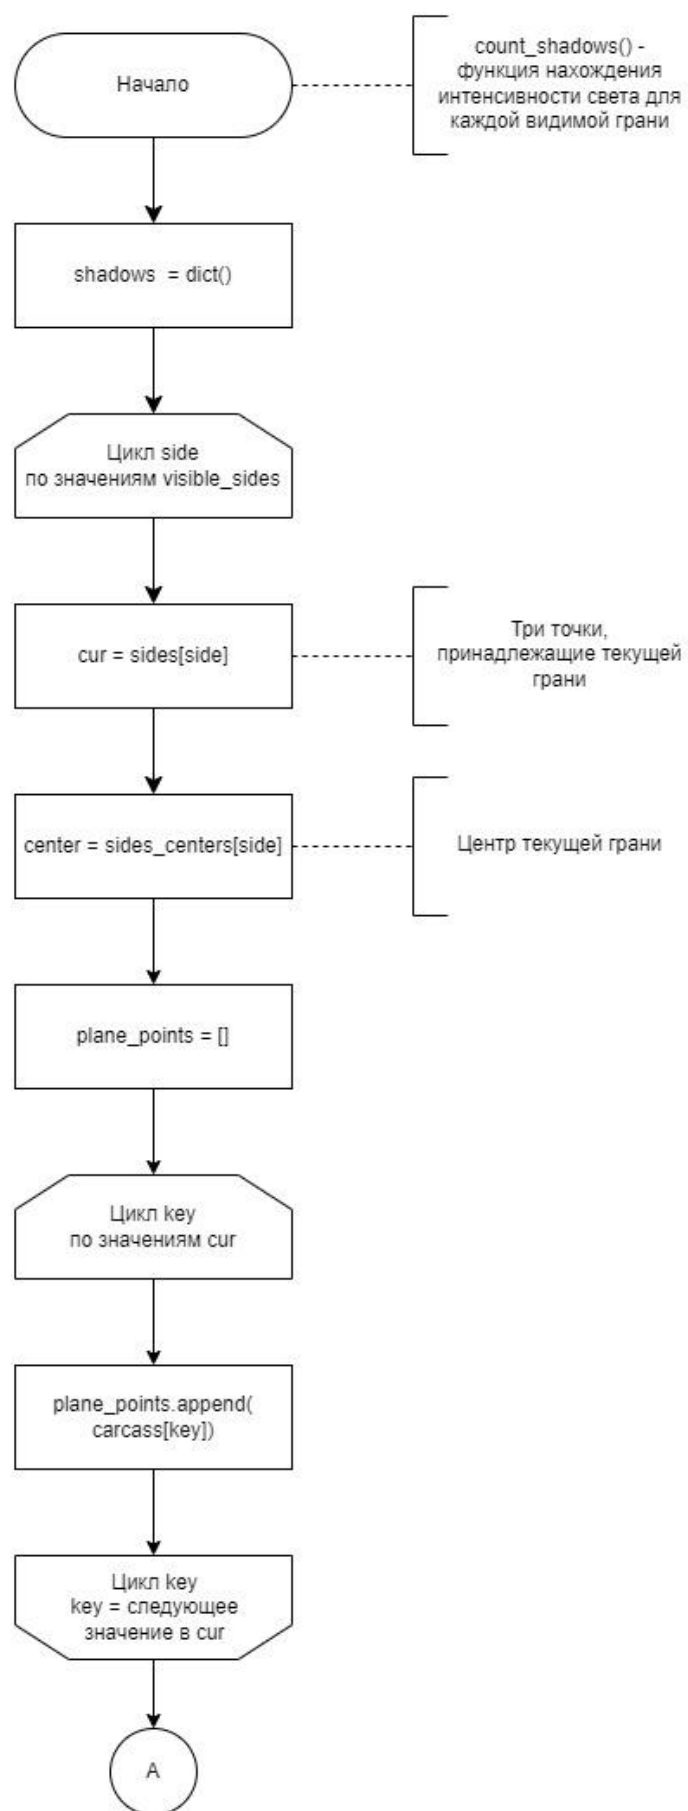 Начало
count_shadows() -
функция нахождения
интенсивности света для
каждой видимой грани
shadows = dict()
Цикл side
по значениям visible_sides
cur = sides[side]
Три точки,
принадлежащие текущей
грани
center = sides_centers[side]
Центр текущей грани
plane_points = []
Цикл key
по значениям cur
plane_points.append(
carcass[key])
Цикл key
key = следующее
значение в cur
A